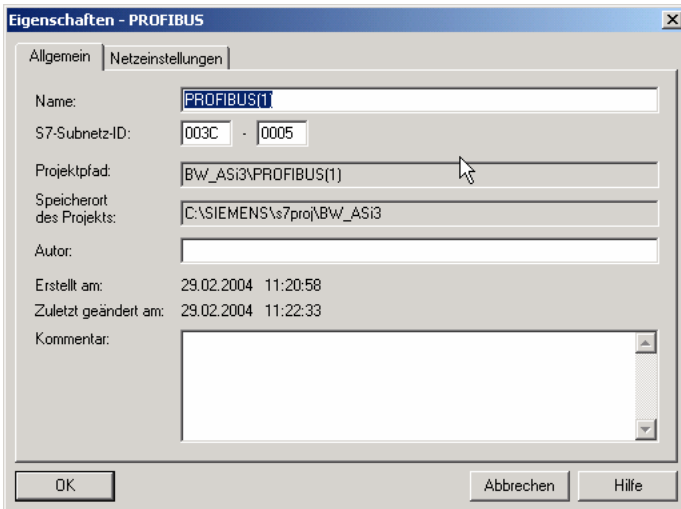 Eigenschaften - PROFIBUS
Allgemein Netzeinstellungen
Name: PROFIBUS(1)
S7-Subnetz-ID: 003C - 0005
Projektpfad: BW_ASi3\PROFIBUS(1)
Speicherort
des Projekts: C:\SIEMENS\s7proj\BW_ASi3
Autor:
Erstellt am: 29.02.2004 11:20:58
Zuletzt geändert am: 29.02.2004 11:22:33
Kommentar:
OK Abbrechen Hilfe